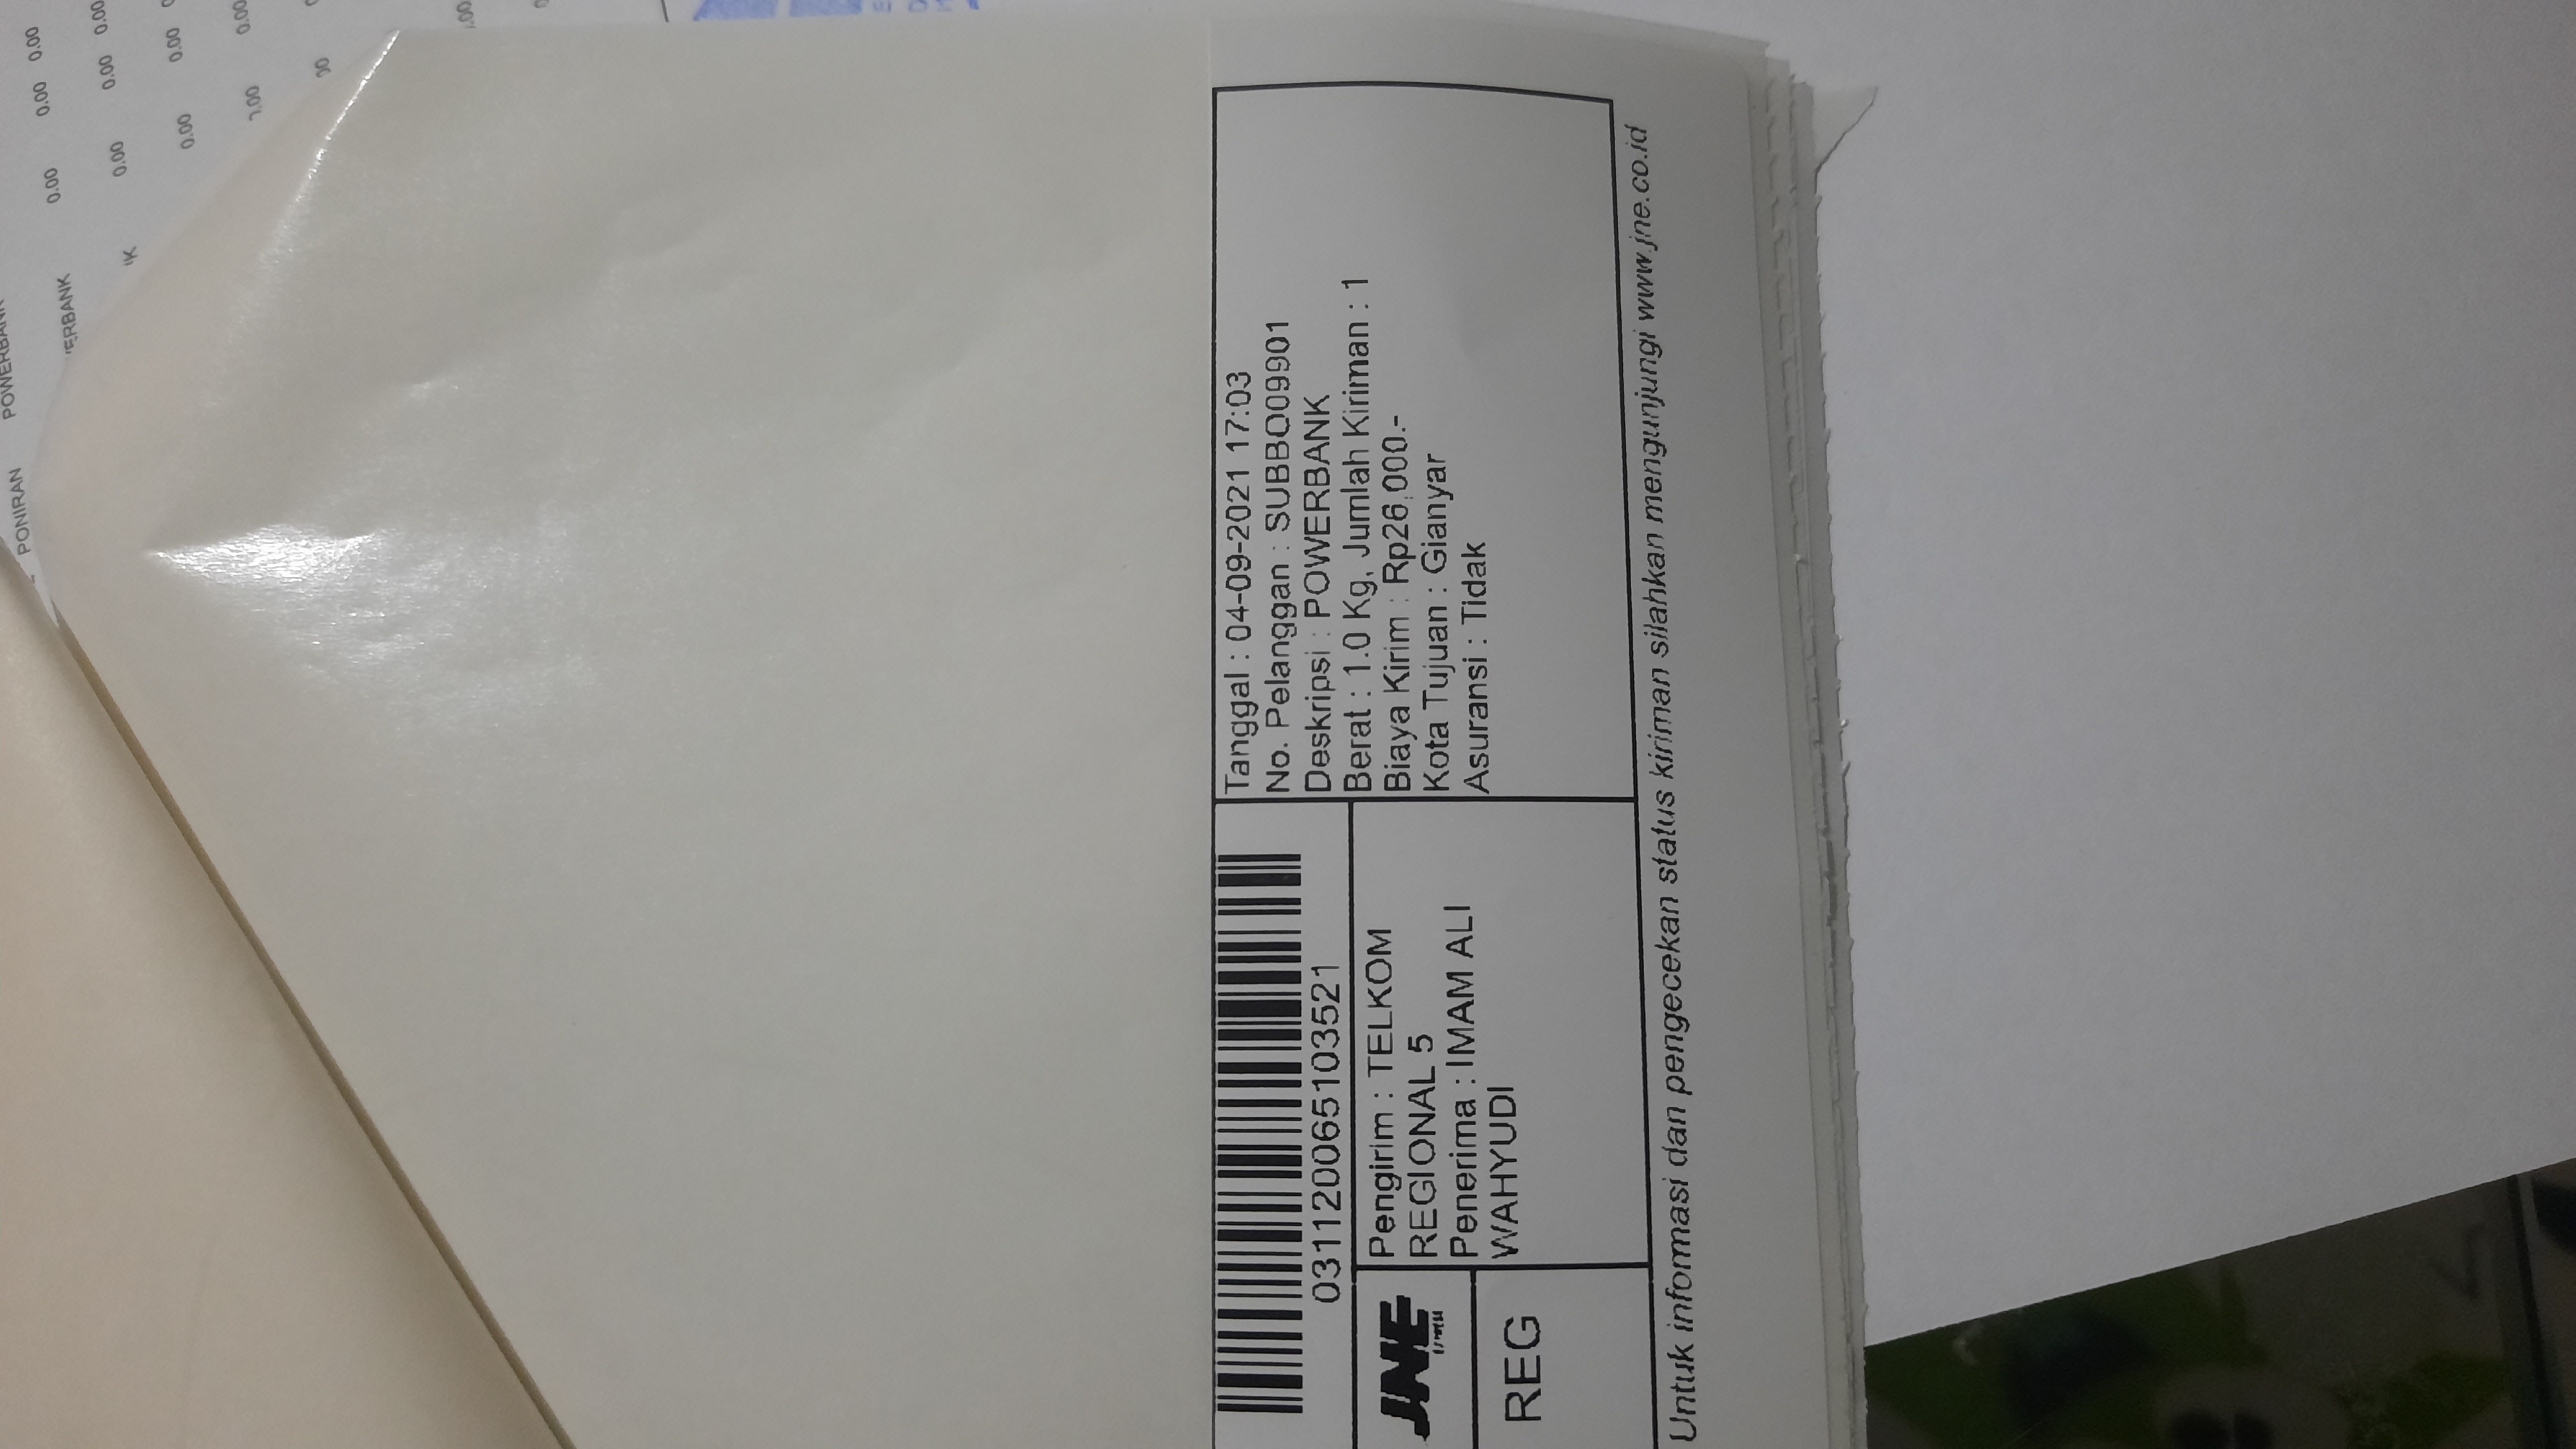 PONIRAN POWERBANK
0.00 0.00 0.00
0.00 0.00 0.00
0.00 0.00
0.00
031120065103521
JNE
REG
Pengirim : TELKOM
REGIONAL 5
Penerima : IMAM ALI
WAHYUDI
Tanggal : 04-09-2021 17:03
No. Pelanggan : SUBBO09901
Deskripsi : POWERBANK
Berat : 1.0 Kg, Jumlah Kiriman : 1
Biaya Kirim : Rp26,000.-
Kota Tujuan : Gianyar
Asuransi : Tidak
Untuk informasi dan pengecekan status kiriman silahkan mengunjungi www.jne.co.id